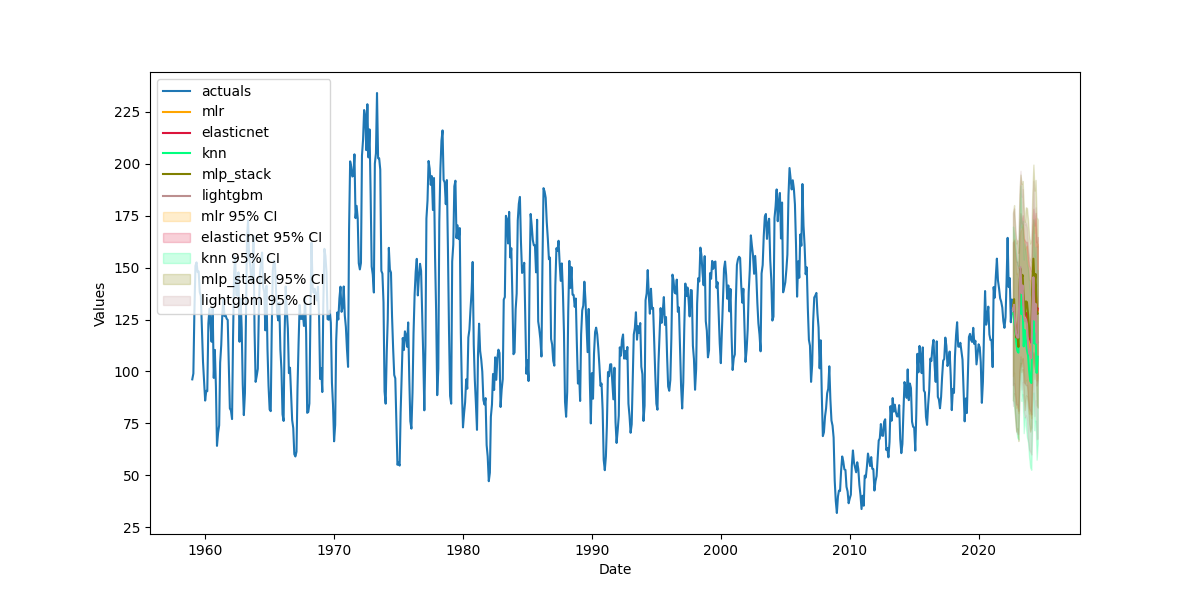 225
200
175
150
125
100
75
50
25
Values
actuals
mlr
elasticnet
knn
mlp_stack
lightgbm
mlr 95% CI
elasticnet 95% CI
knn 95% CI
mlp_stack 95% CI
lightgbm 95% CI
1960 1970 1980 1990 2000 2010 2020
Date